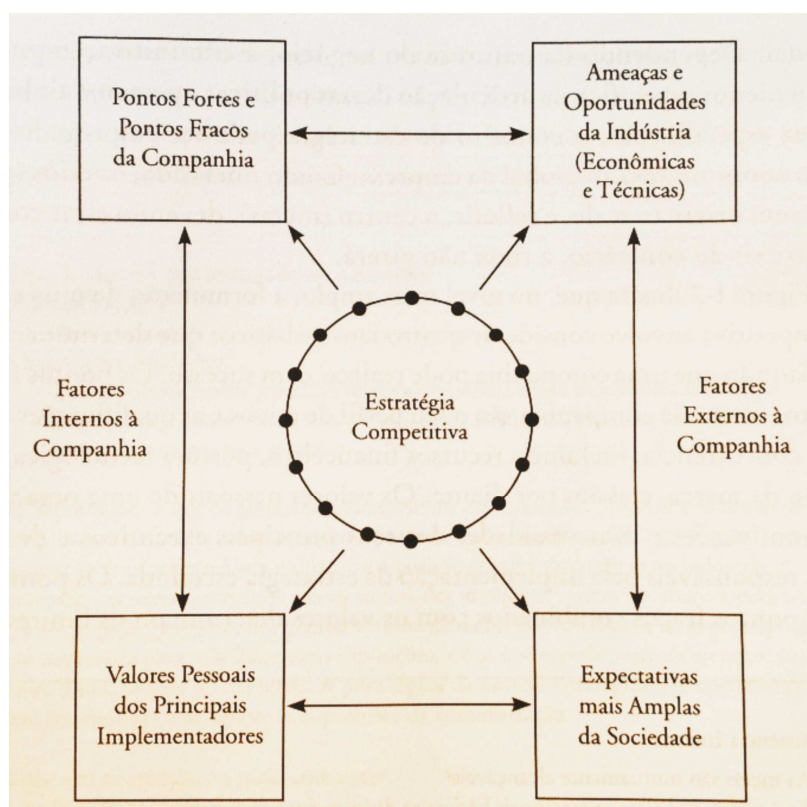 Pontos Fortes e
Pontos Fracos
da Companhia
Ameaças e
Oportunidades
da Indústria
(Econômicas
e Técnicas)
Fatores
Internos à
Companhia
Estratégia
Competitiva
Fatores
Externos à
Companhia
Valores Pessoais
dos Principais
Implementadores
Expectativas
mais Amplas
da Sociedade